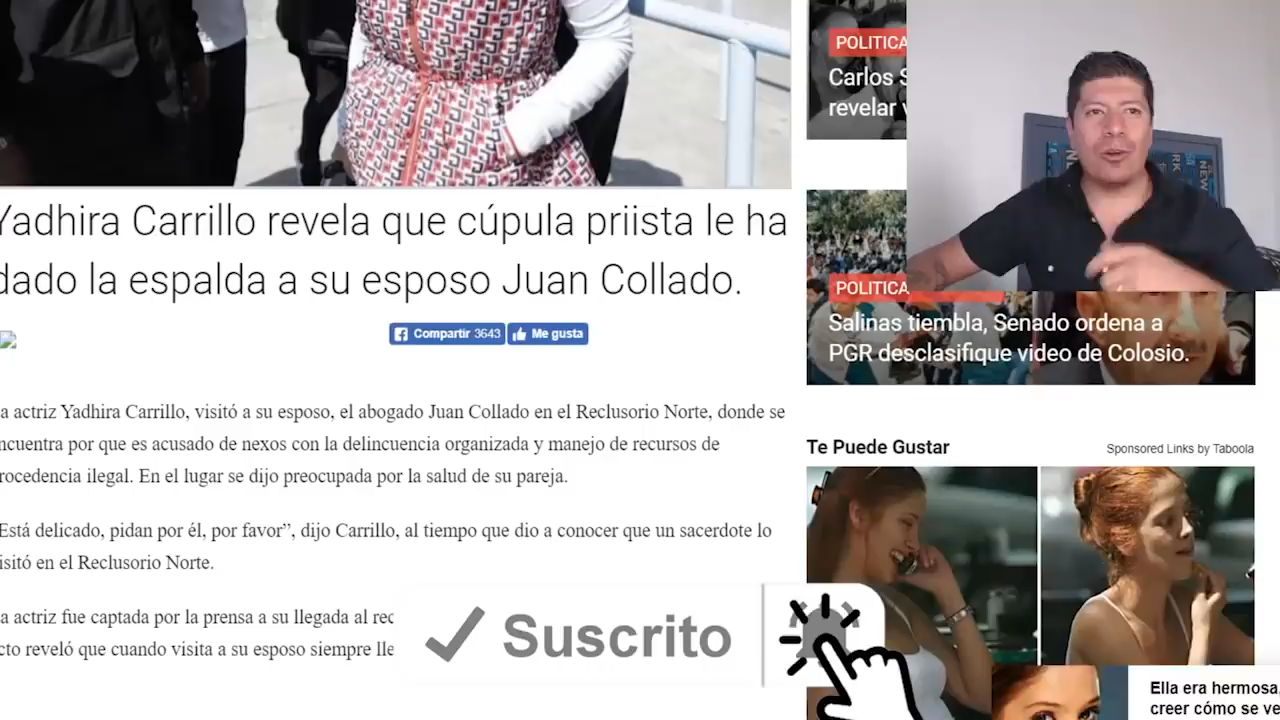 POLITICA
Carlos S
revelar v
Yadhira Carrillo revela que cúpula priista le ha
dado la espalda a su esposo Juan Collado.
Compartir 3643
Me gusta
a actriz Yadhira Carrillo, visitó a su esposo, el abogado Juan Collado en el Reclusorio Norte, donde se
ncuentra por que es acusado de nexos con la delincuencia organizada y manejo de recursos de
rocedencia ilegal. En el lugar se dijo preocupada por la salud de su pareja.
Está delicado, pidan por él, por favor”, dijo Carrillo, al tiempo que dio a conocer que un sacerdote lo
isitó en el Reclusorio Norte.
a actriz fue captada por la prensa a su llegada al rec
cto reveló que cuando visita a su esposo siempre lle
POLITICA
Salinas tiembla, Senado ordena a
PGR desclasifique video de Colosio.
Te Puede Gustar
Sponsored Links by Taboola
Suscrito
Ella era hermosa,
creer cómo se ve